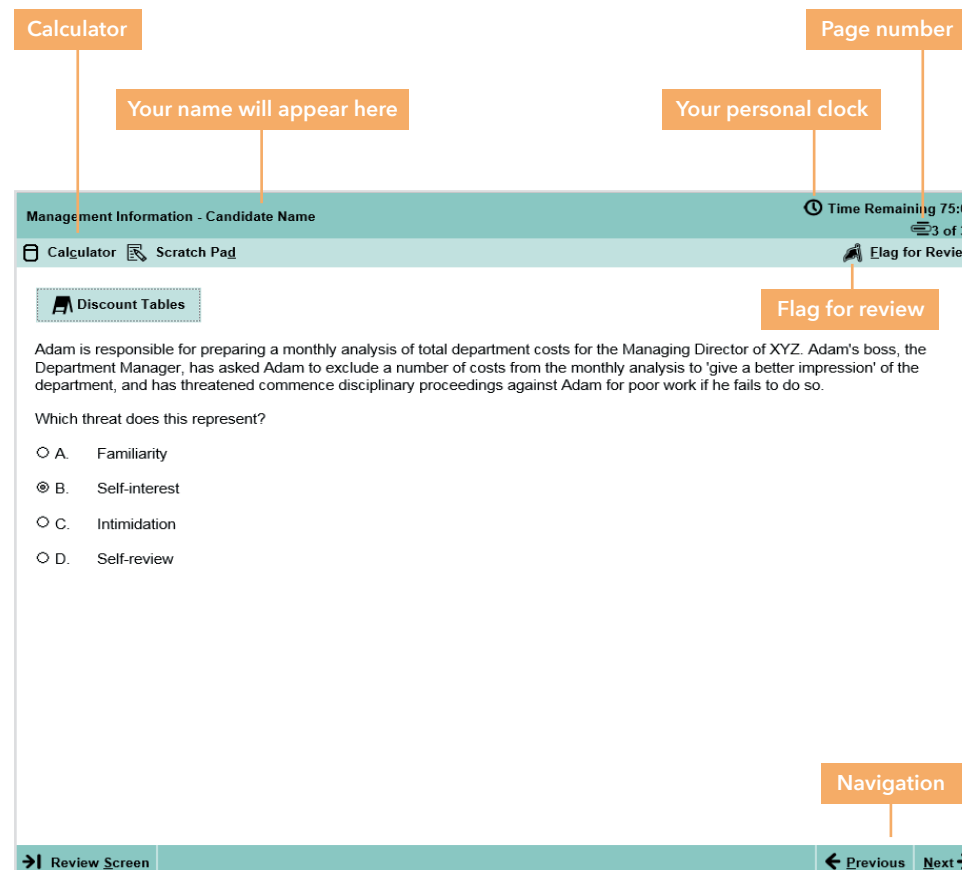 Calculator
Page number
Your name will appear here
Your personal clock
Management Information - Candidate Name
Time Remaining 75:
3 of
Calculator Scratch Pad
Flag for Revie
Discount Tables
Flag for review
Adam is responsible for preparing a monthly analysis of total department costs for the Managing Director of XYZ. Adam's boss, the
Department Manager, has asked Adam to exclude a number of costs from the monthly analysis to 'give a better impression' of the
department, and has threatened commence disciplinary proceedings against Adam for poor work if he fails to do so.
Which threat does this represent?
A. Familiarity
B. Self-interest
C. Intimidation
D. Self-review
Navigation
Review Screen
Previous Next